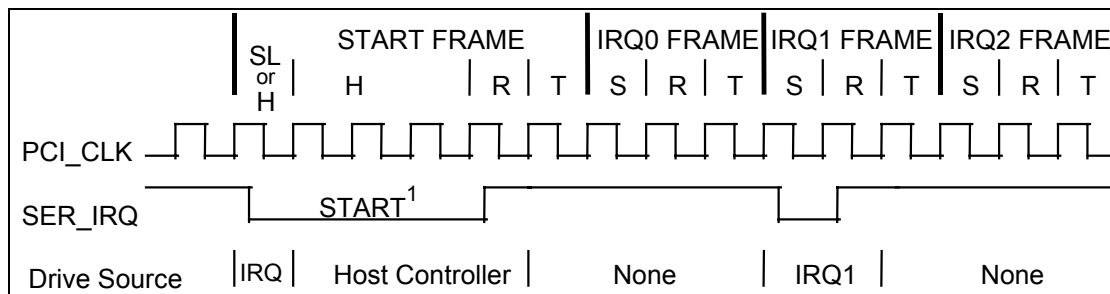 START FRAME IRQ0 FRAME IRQ1 FRAME IRQ2 FRAME
SL
or
H
H R T S R T S R T S R T
PCI_CLK
SER_IRQ START1
Drive Source IRQ Host Controller None IRQ1 None